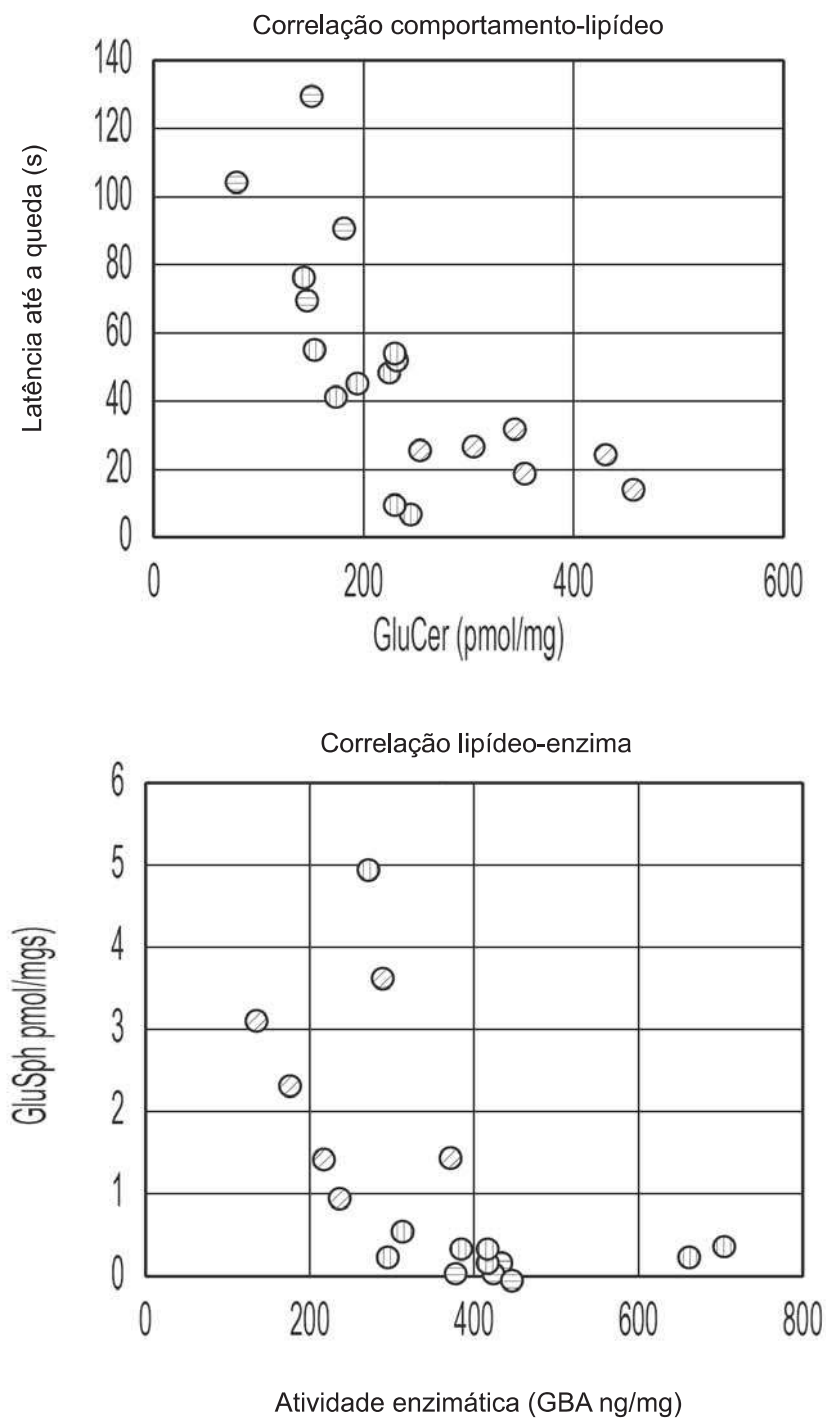 Correlação comportamento-lipídeo
140
120
100
80
60
40
20
0
Latência até a queda (s)
0 200 400 600
GluCer (pmol/mg)
Correlação lipídeo-enzima
6
5
4
3
2
1
0
GluSph pmol/mgs
0 200 400 600 800
Atividade enzimática (GBA ng/mg)